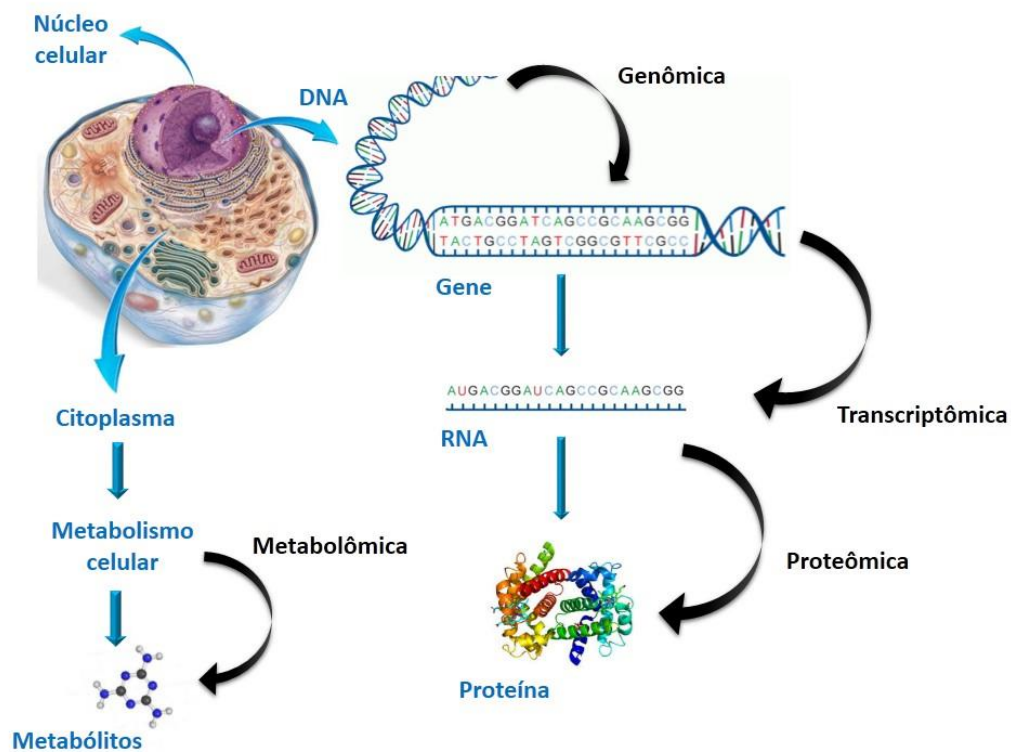 Núcleo
celular
DNA
Genômica
ATGACGGATCAGCCGCAAGCGG
TACTGCCTAGTCGGCGTTCGCC
Gene
AUGACGGAUCAGCCGCAAGCGG
RNA
Transcriptômica
Citoplasma
Metabolismo
celular
Metabolômica
Proteômica
Proteína
Metabólitos